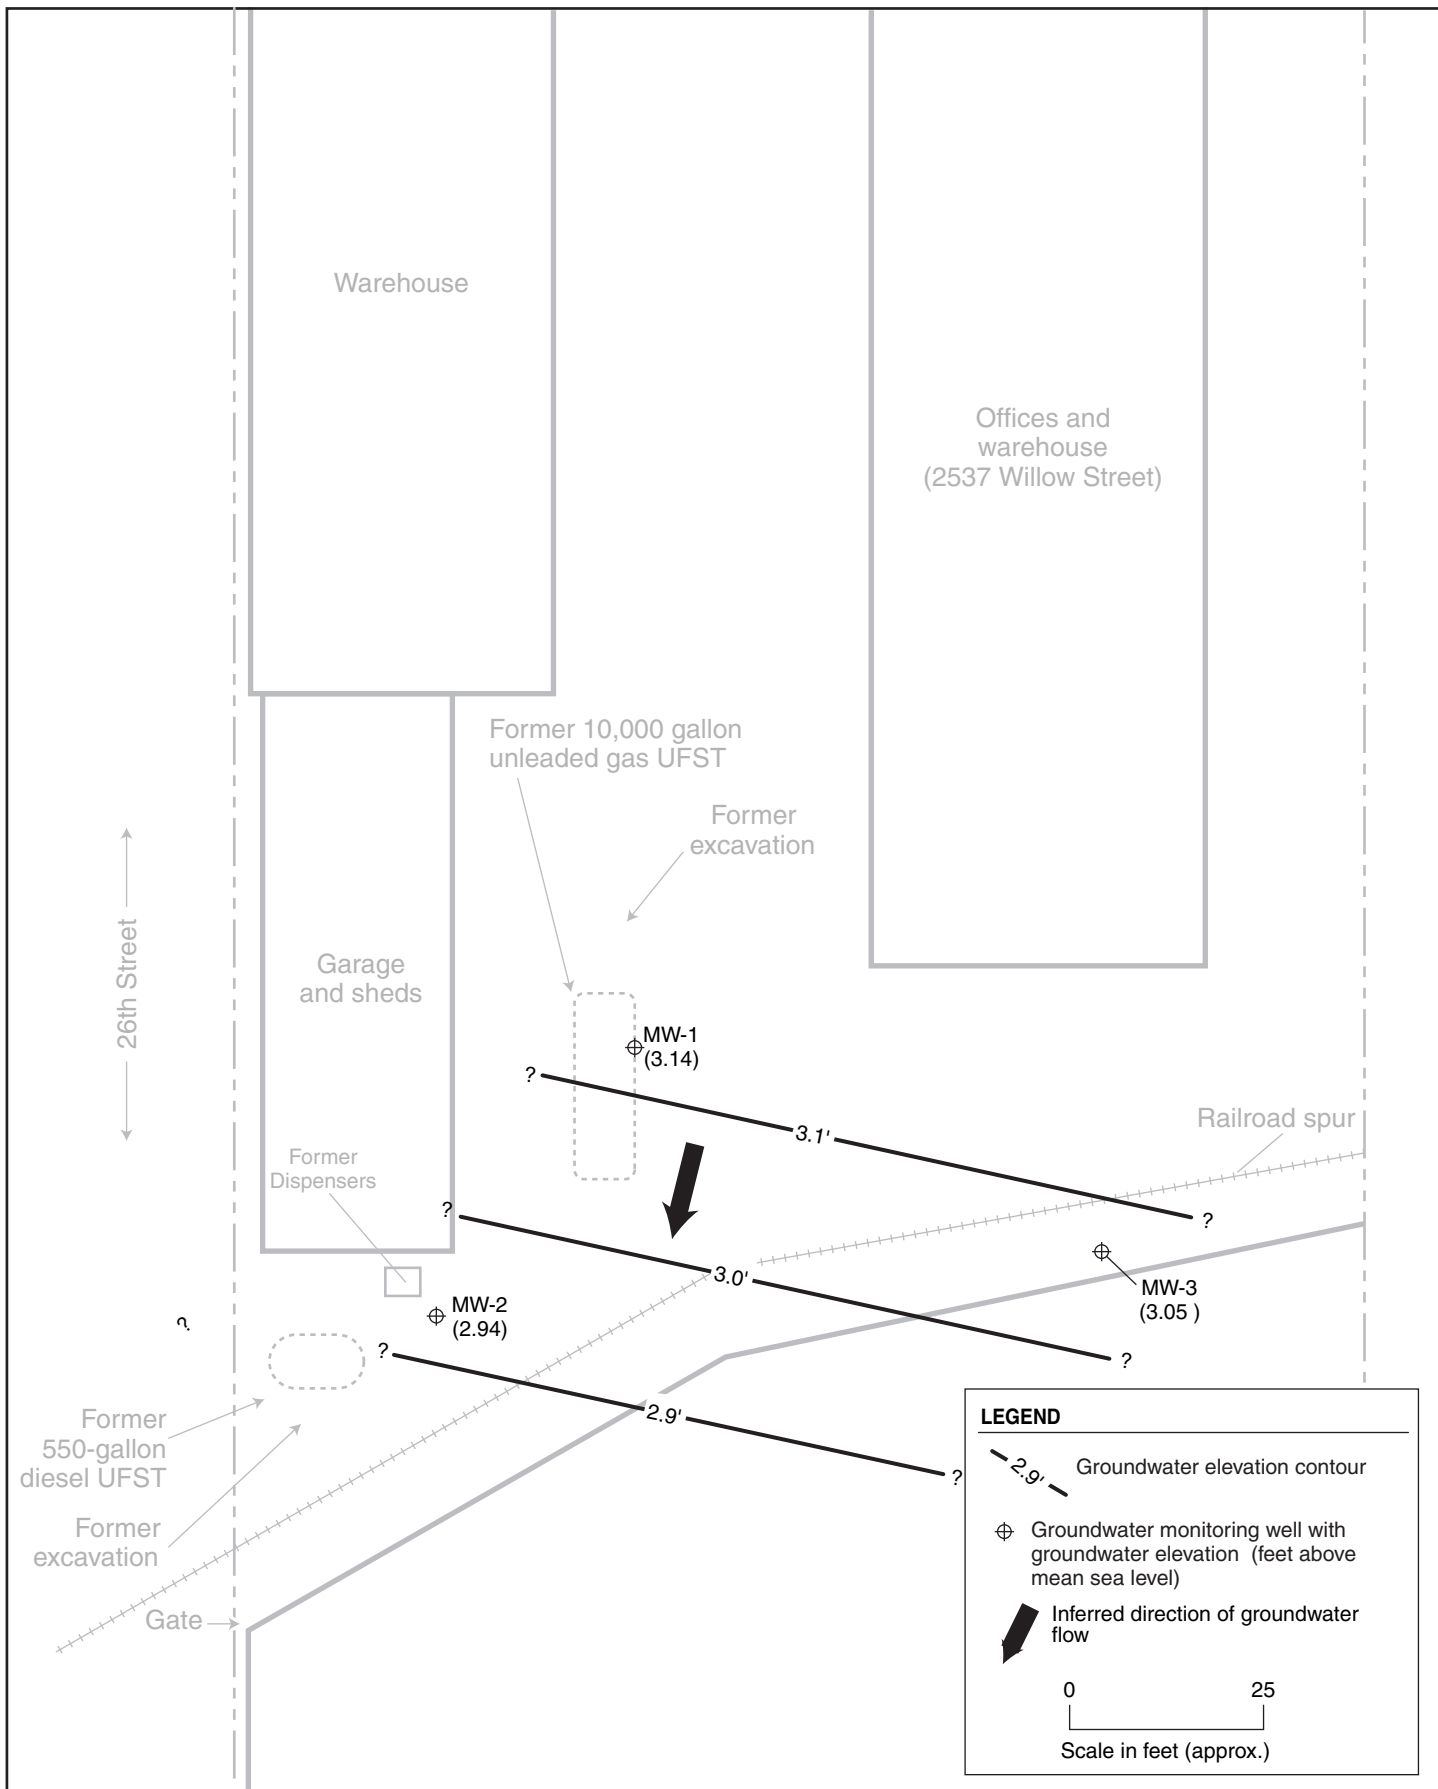 Warehouse
Offices and
warehouse
(2537 Willow Street)
Former 10,000 gallon
unleaded gas UFST
Former
excavation
26th Street
Garage
and sheds
MW-1
(3.14)
?
3.1'
?
Railroad spur
Former
Dispensers
?
3.0'
?
MW-3
(3.05 )
MW-2
(2.94)
?
?
2.9'
?
Former
550-gallon
diesel UFST
Former
excavation
Gate
LEGEND
2.9'
Groundwater elevation contour
Groundwater monitoring well with
groundwater elevation (feet above
mean sea level)
Inferred direction of groundwater
flow
0 25
Scale in feet (approx.)